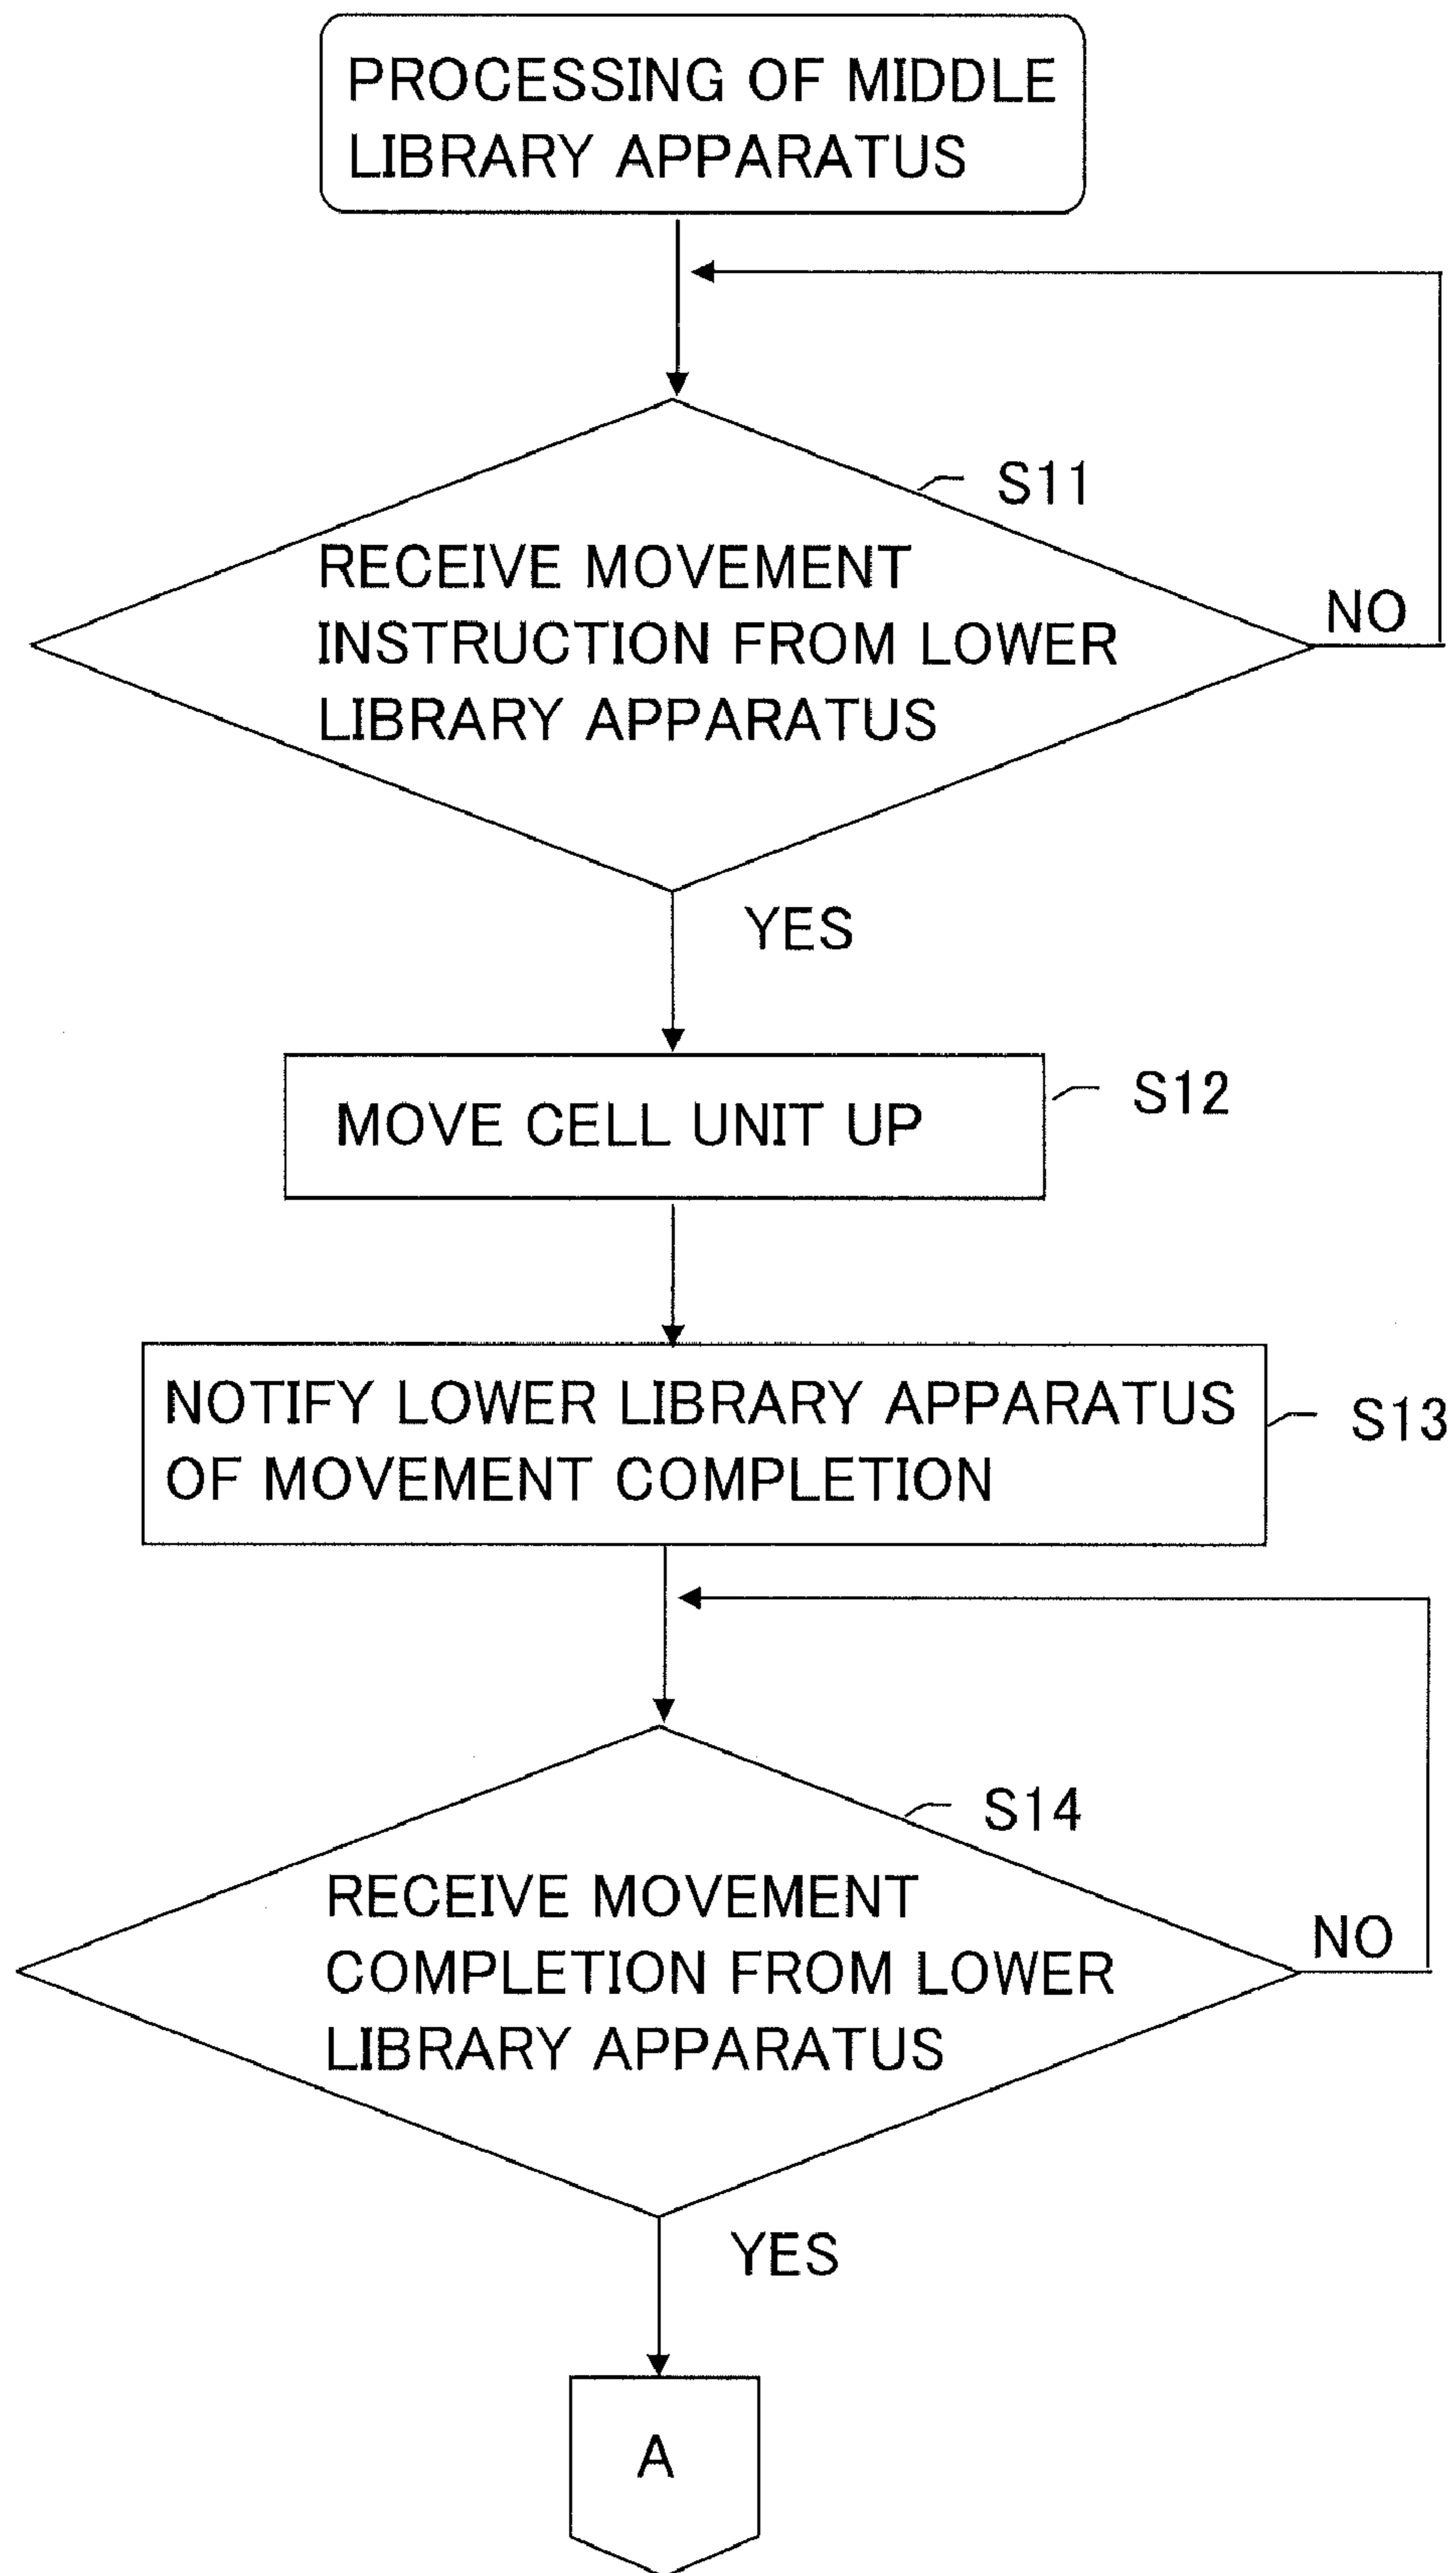 PROCESSING OF MIDDLE
LIBRARY APPARATUS
S11
RECEIVE MOVEMENT
INSTRUCTION FROM LOWER
LIBRARY APPARATUS
NO
YES
MOVE CELL UNIT UP
S12
NOTIFY LOWER LIBRARY APPARATUS
OF MOVEMENT COMPLETION
S13
S14
RECEIVE MOVEMENT
COMPLETION FROM LOWER
LIBRARY APPARATUS
NO
YES
A